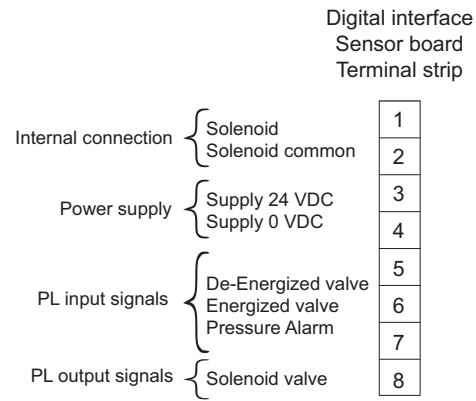 Digital interface
Sensor board
Terminal strip
Internal connection
Solenoid
Solenoid common
1
2
Power supply
Supply 24 VDC
Supply 0 VDC
3
4
PL input signals
De-Energized valve
Energized valve
Pressure Alarm
5
6
7
PL output signals
Solenoid valve
8